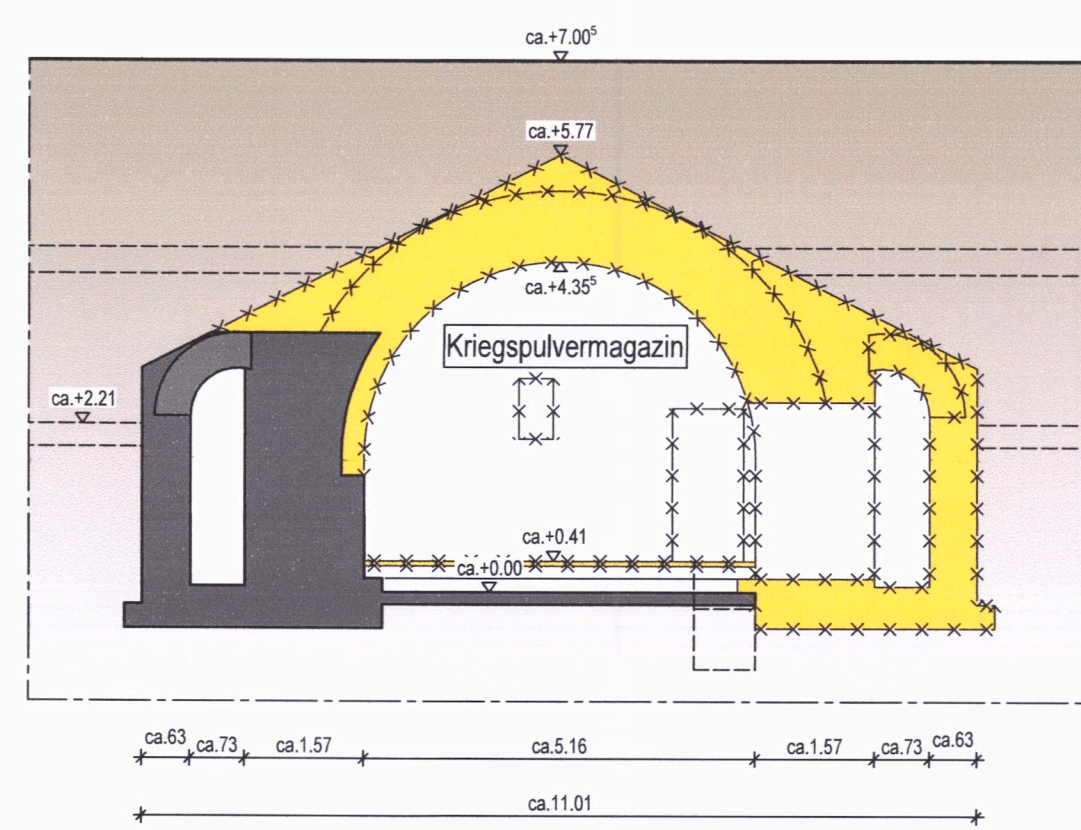 ca.+7.00⁵
ca.+5.77
ca.+4.35⁵
Kriegspulvermagazin
ca.+2.21
ca.+0.41
ca.+0.00
ca.63 ca.73 ca.1.57 ca.5.16 ca.1.57 ca.73 ca.63
ca.11.01